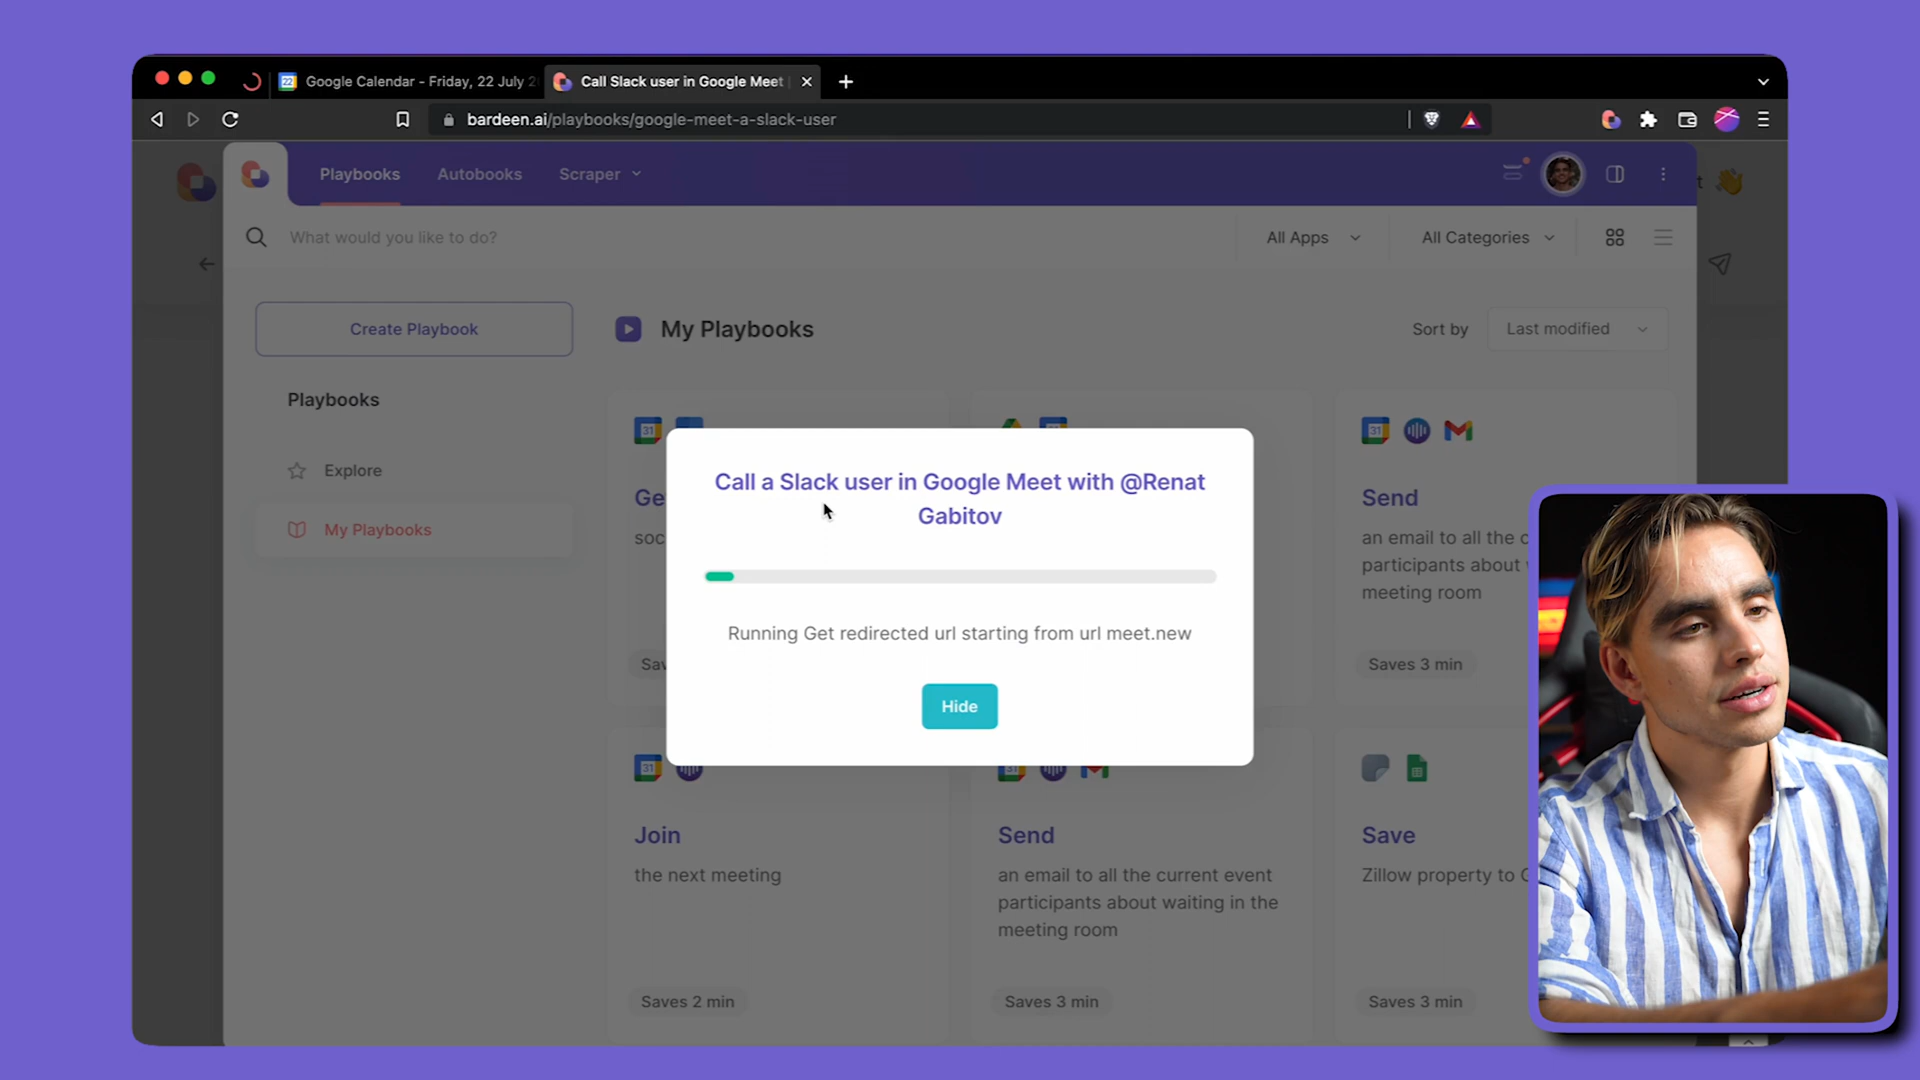 Google Calendar - Friday, 22 July 2
Call Slack user in Google Meet |
bardeen.ai/playbooks/google-meet-a-slack-user
Playbooks
Autobooks
Scraper
What would you like to do?
All Apps
All Categories
Create Playbook
My Playbooks
Sort by
Last modified
Playbooks
Explore
My Playbooks
Ge
soc
Send
an email to all the c
participants about
meeting room
Saves 3 min
Call a Slack user in Google Meet with @Renat
Gabitov
Running Get redirected url starting from url meet.new
Hide
Sav
Join
the next meeting
Saves 2 min
Send
an email to all the current event
participants about waiting in the
meeting room
Saves 3 min
Save
Zillow property to G
Saves 3 min